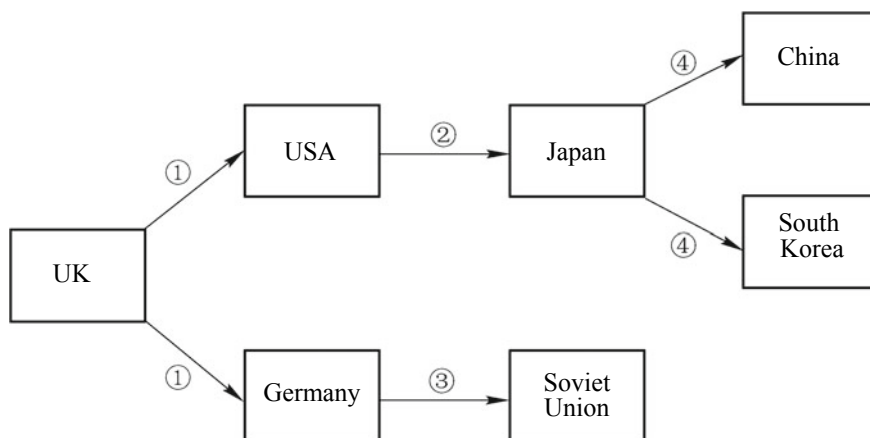 ④
China
USA
②
Japan
①
④
South
Korea
UK
①
Germany
③
Soviet
Union